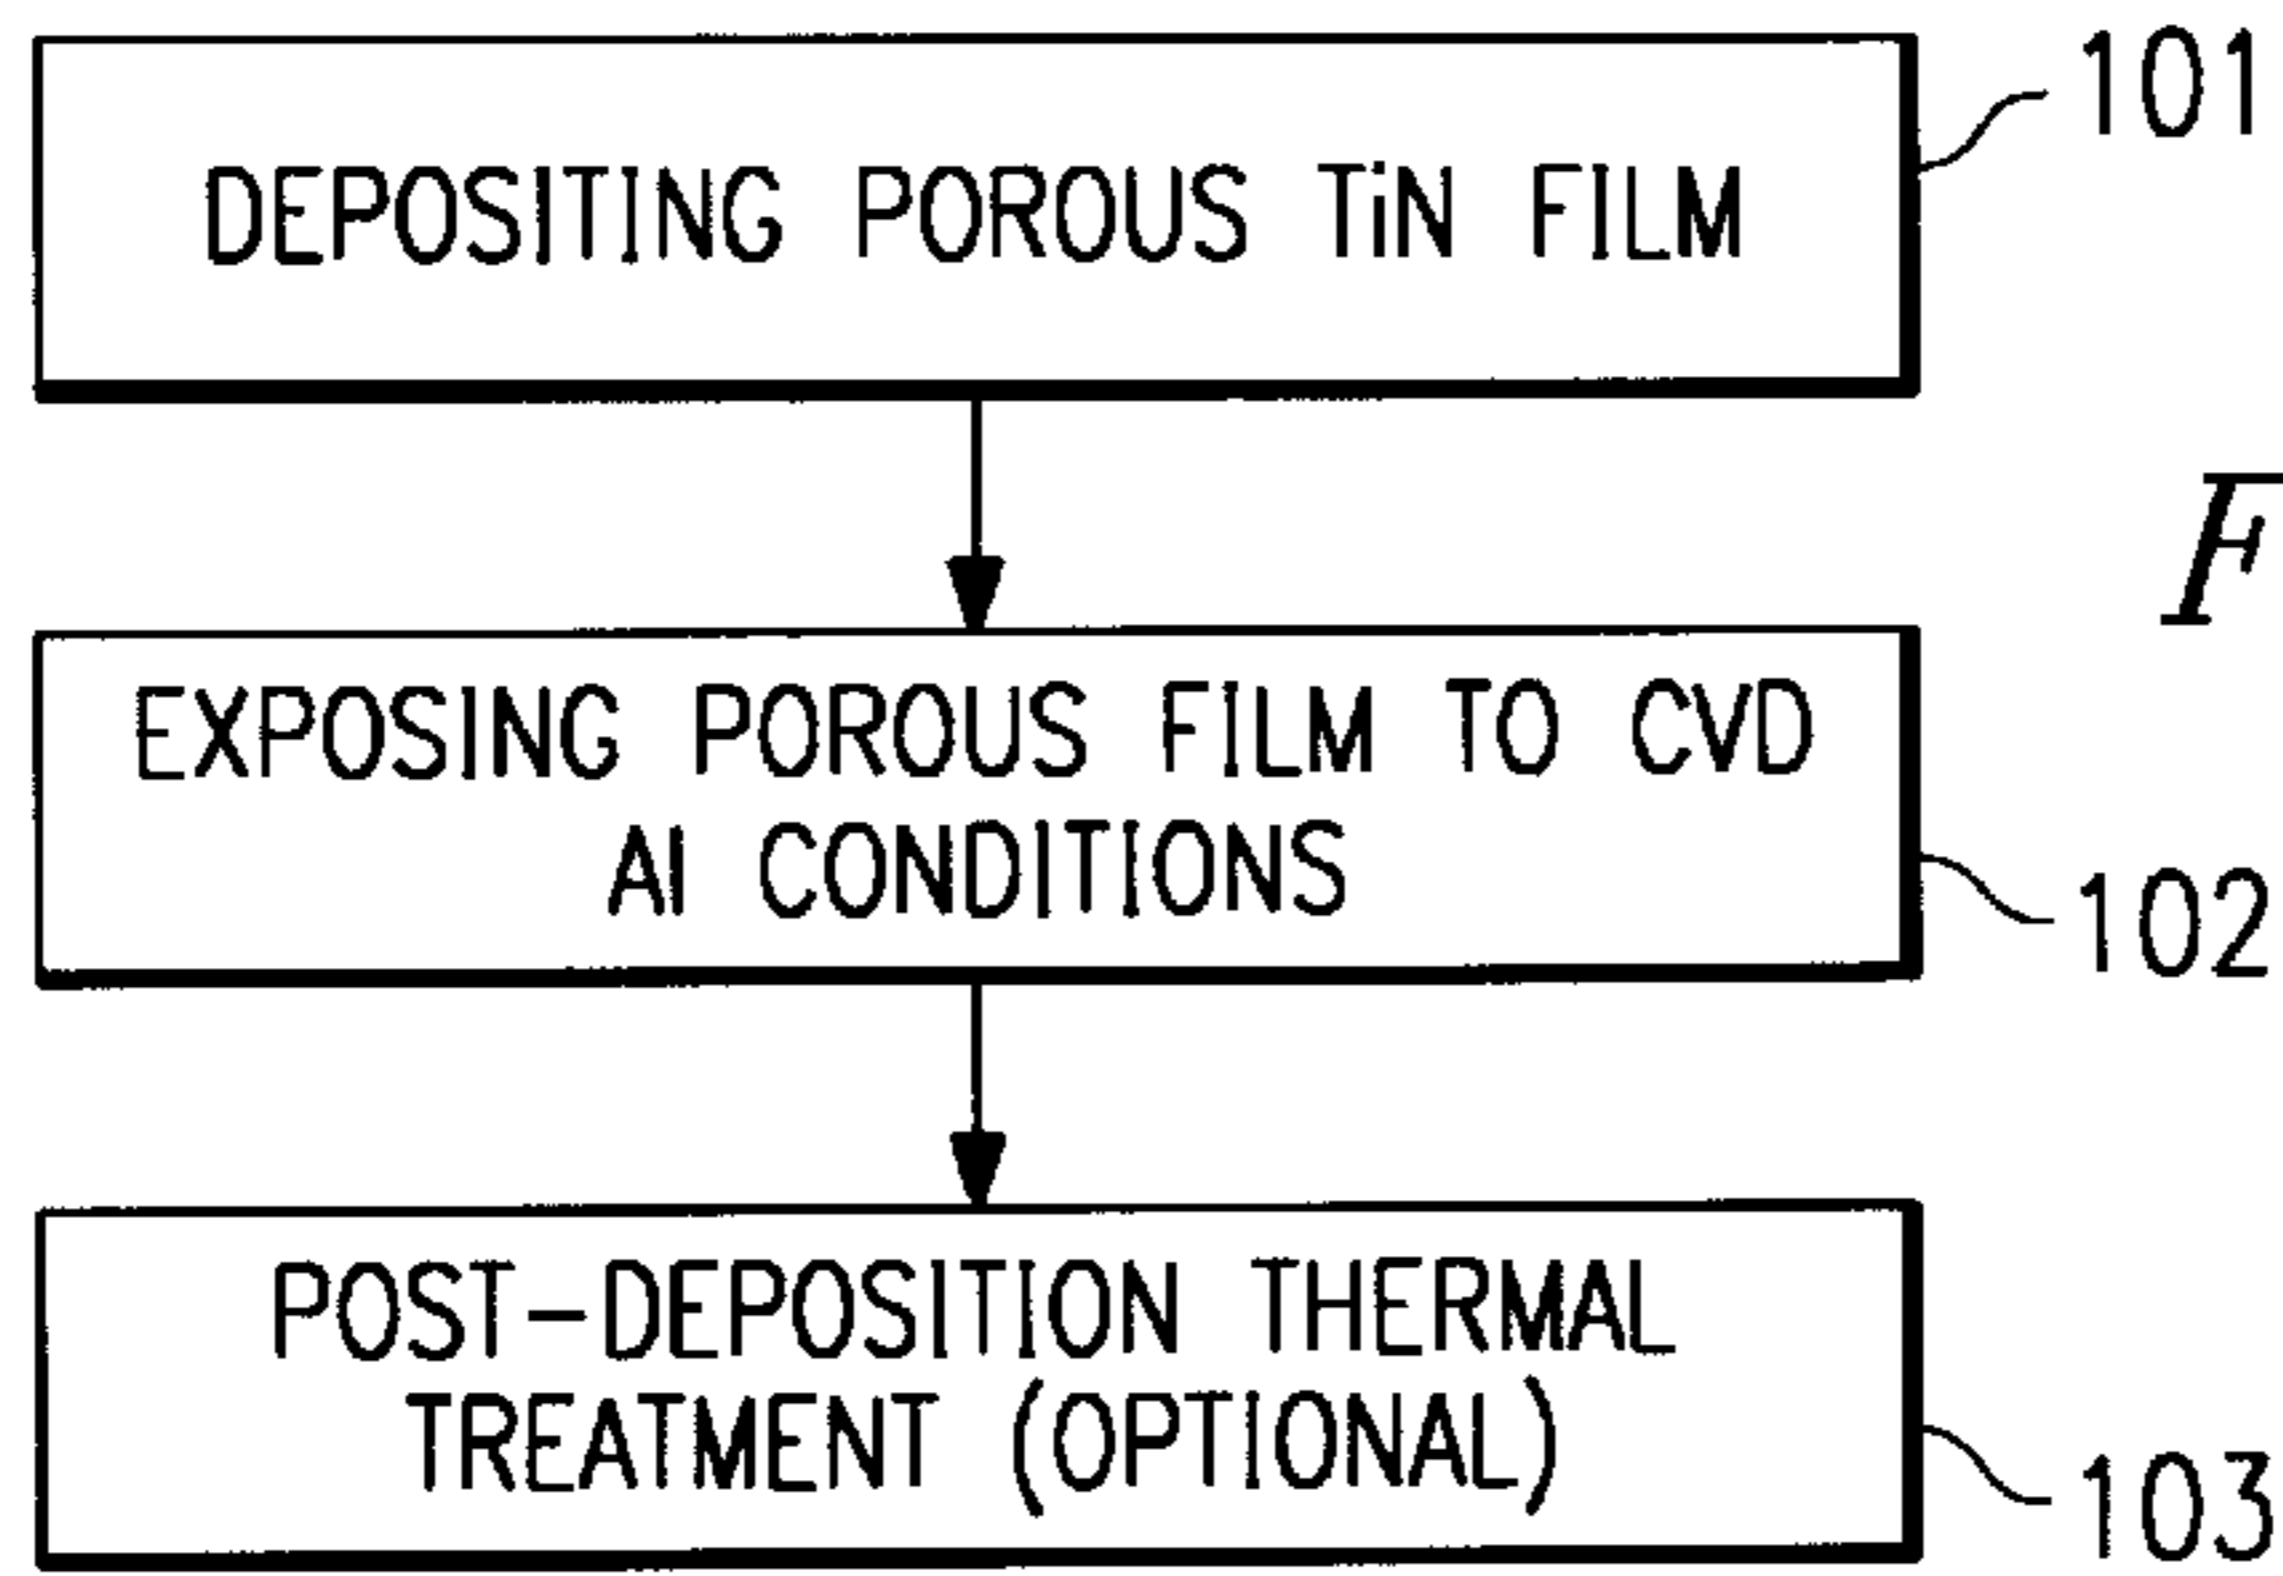 101
DEPOSITING POROUS TiN FILM
F
EXPOSING POROUS FILM TO CVD
Al CONDITIONS
102
POST-DEPOSITION THERMAL
TREATMENT (OPTIONAL)
103